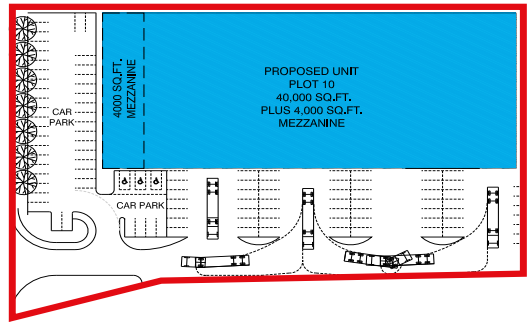 4000 SQ.FT.
MEZZANINE
PROPOSED UNIT
PLOT 10
40,000 SQ.FT.
PLUS 4,000 SQ.FT.
MEZZANINE
CAR
PARK
CAR PARK